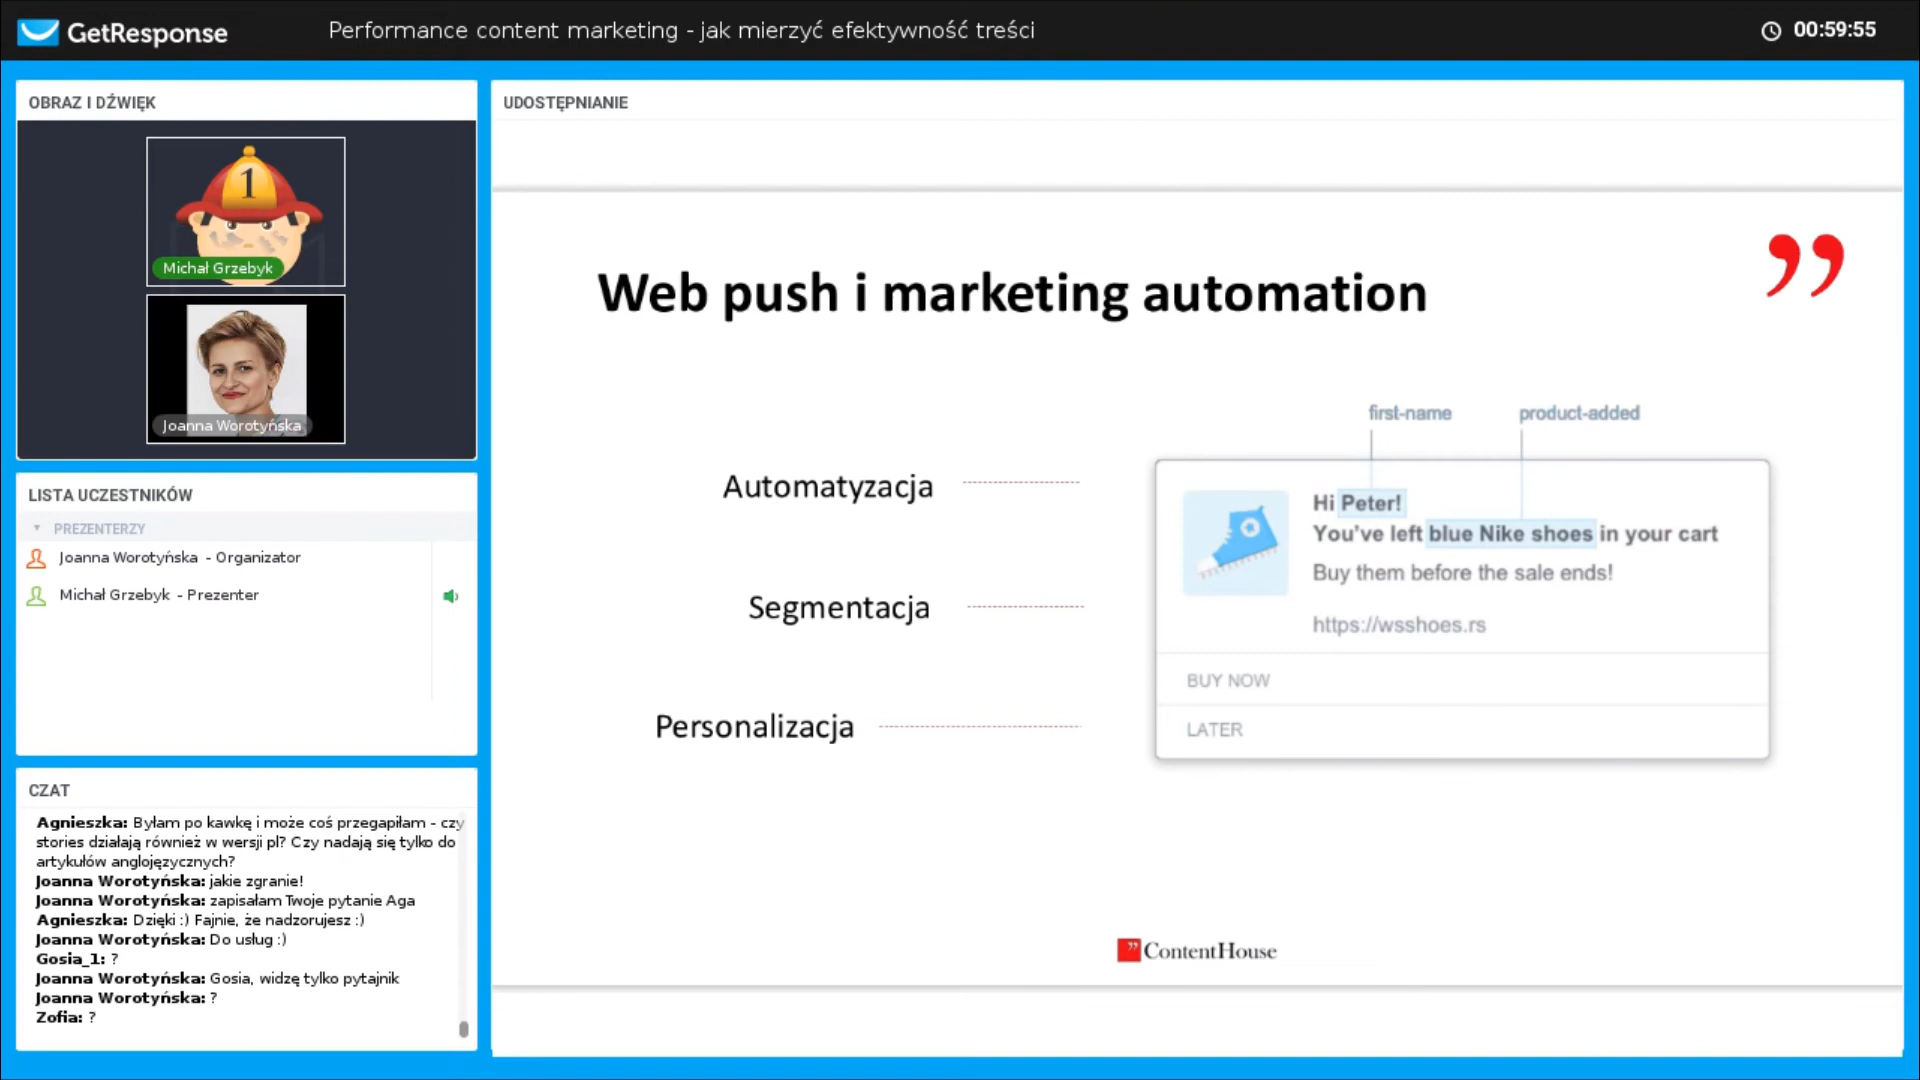 GetResponse
Performance content marketing - jak mierzyć efektywność treści
00:59:55
OBRAZ I DŹWIĘK
1
Michał Grzebyk
Joanna Worotyńska
LISTA UCZESTNIKÓW
PREZENTERZY
Joanna Worotyńska - Organizator
Michał Grzebyk - Prezenter
CZAT
Agnieszka: Byłam po kawkę i może coś przegapiłam - czy
stories działają również w wersji pl? Czy nadają się tylko do
artykułów anglojęzycznych?
Joanna Worotyńska: jakie zgranie!
Joanna Worotyńska: zapisałam Twoje pytanie Aga
Agnieszka: Dzięki :) Fajnie, że nadzorujesz :)
Joanna Worotyńska: Do usług :)
Gosia_1: ?
Joanna Worotyńska: Gosia, widzę tylko pytajnik
Joanna Worotyńska: ?
Zofia: ?
UDOSTĘPNIANIE
”
Web push i marketing automation
Automatyzacja
Segmentacja
Personalizacja
first-name
product-added
Hi Peter!
You've left blue Nike shoes in your cart
Buy them before the sale ends!
https://wsshoes.rs
BUY NOW
LATER
” ContentHouse